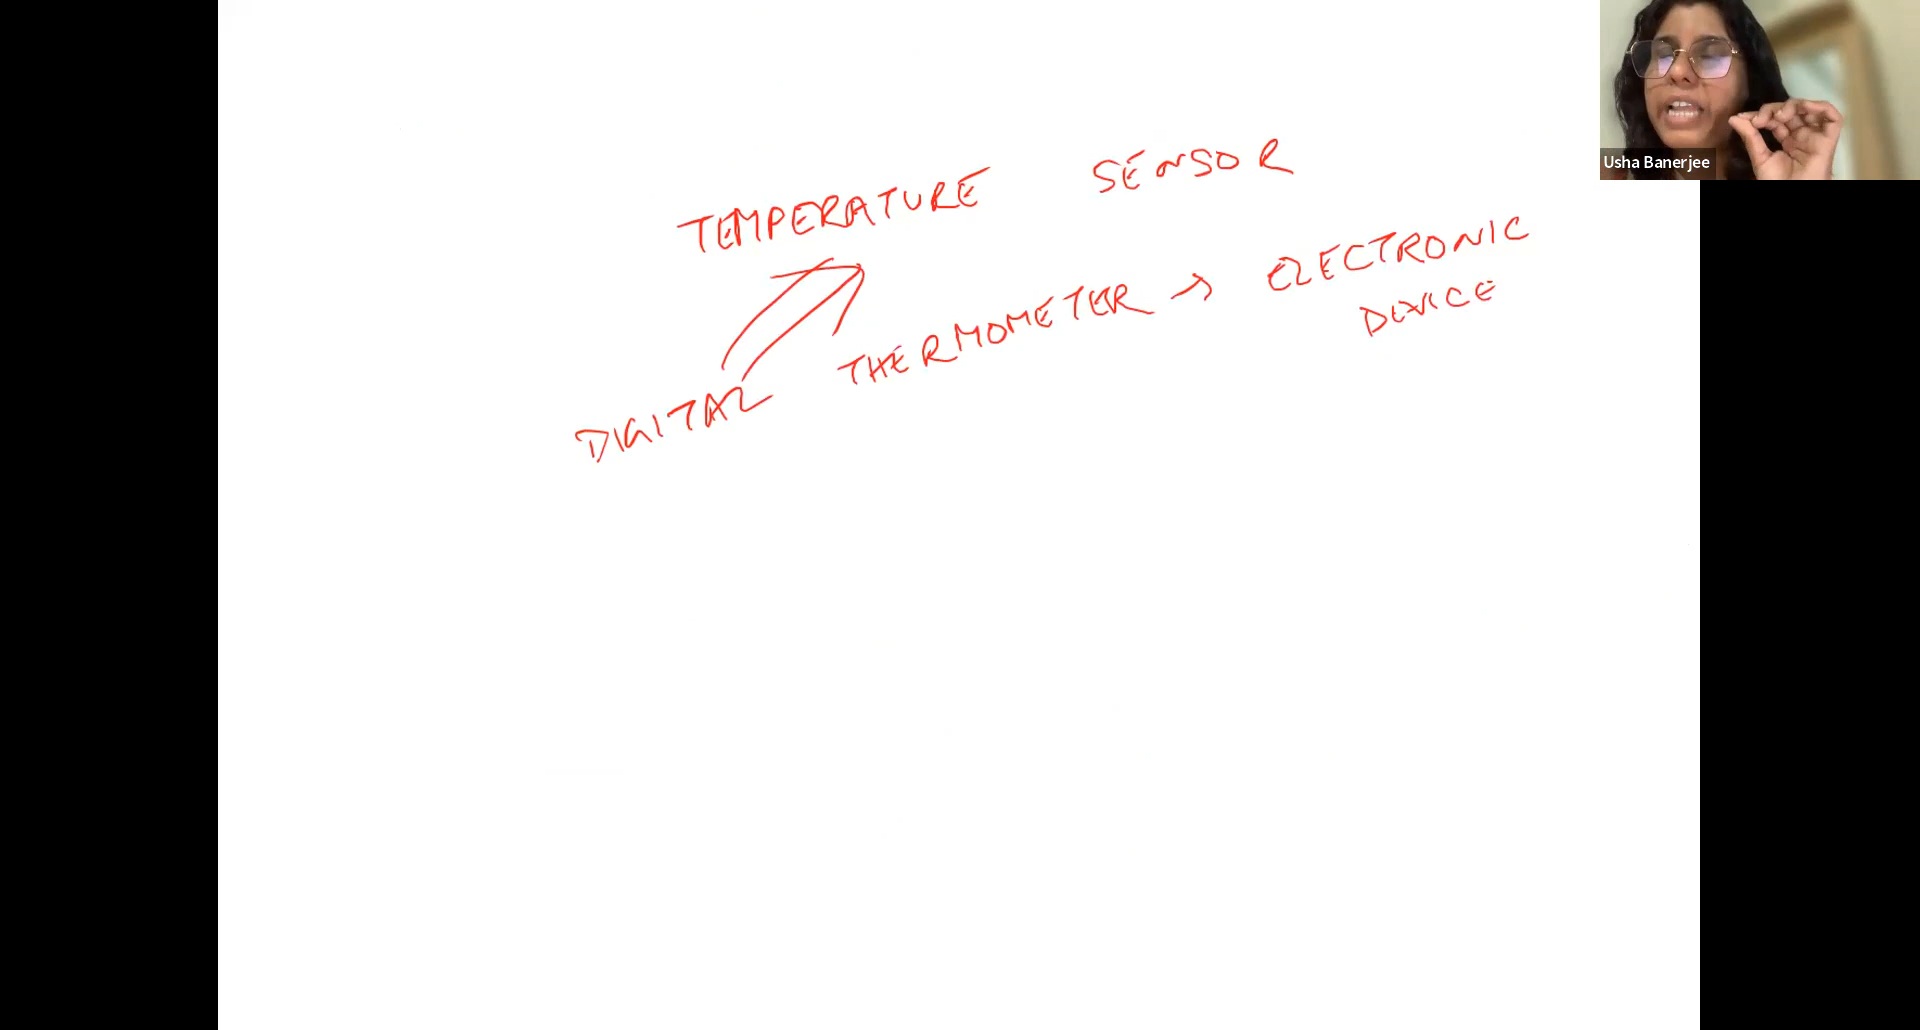 TEMPERATURE SENSOR
DIGITAL THERMOMETER → ELECTRONIC
DEVICE
Usha Banerjee